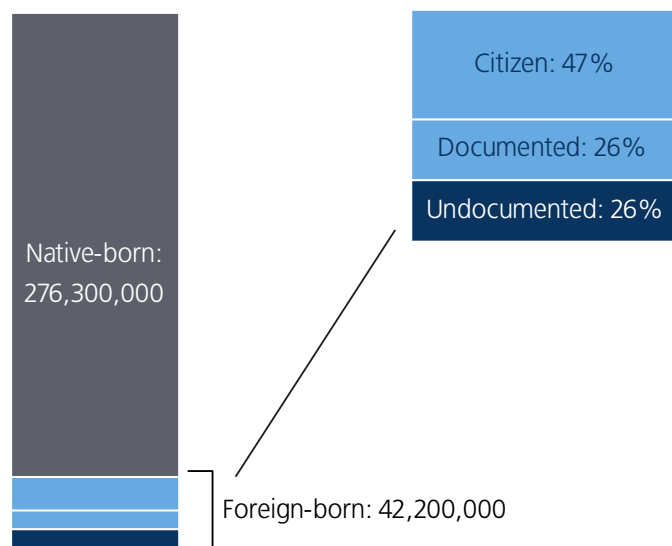 Citizen: 47%
Documented: 26%
Undocumented: 26%
Native-born:
276,300,000
Foreign-born: 42,200,000